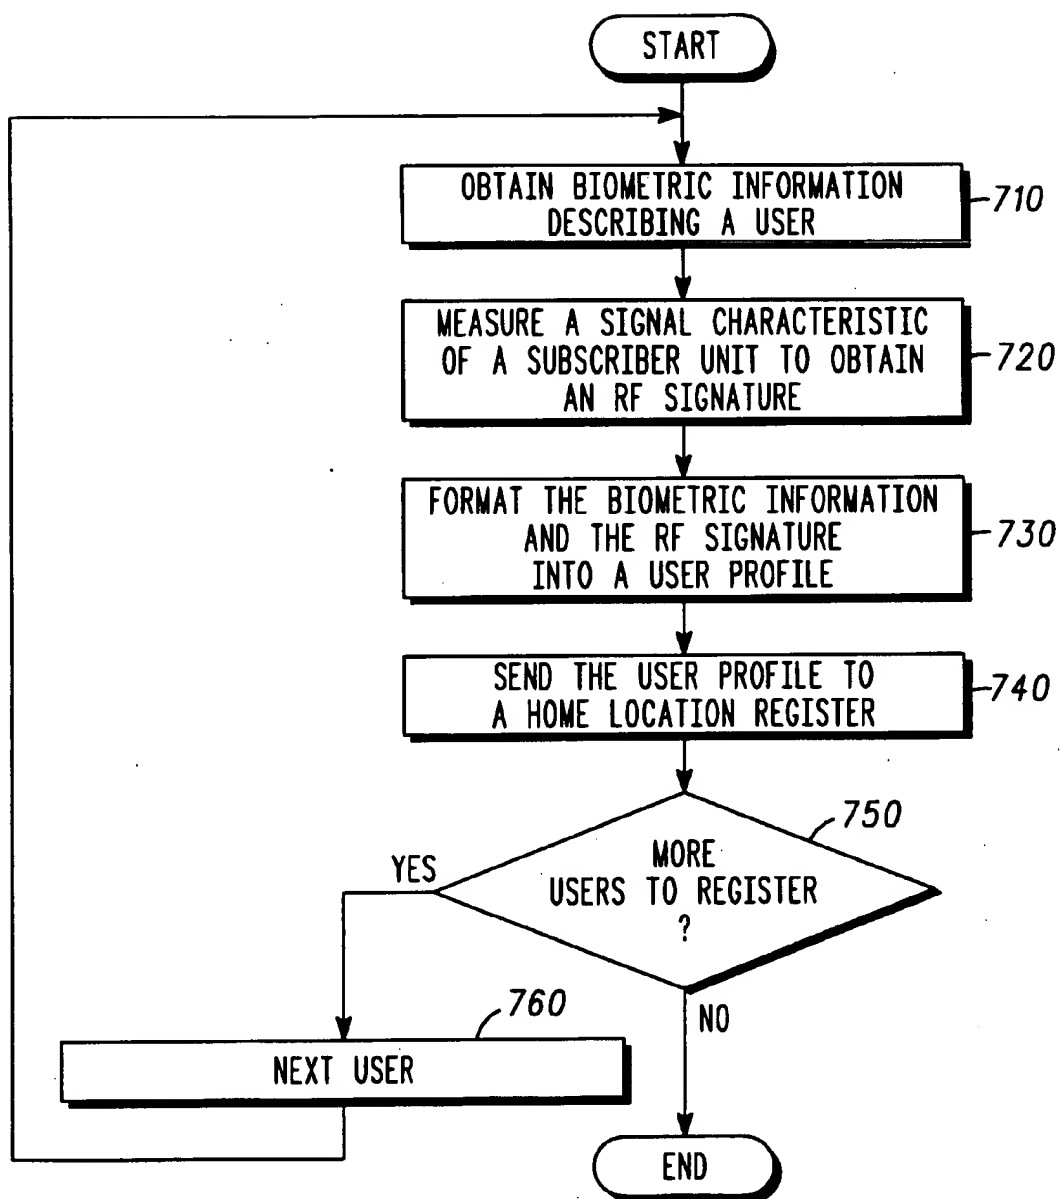 START
OBTAIN BIOMETRIC INFORMATION
DESCRIBING A USER
710
MEASURE A SIGNAL CHARACTERISTIC
OF A SUBSCRIBER UNIT TO OBTAIN
AN RF SIGNATURE
720
FORMAT THE BIOMETRIC INFORMATION
AND THE RF SIGNATURE
INTO A USER PROFILE
730
SEND THE USER PROFILE TO
A HOME LOCATION REGISTER
740
750
MORE
USERS TO REGISTER
?
YES
NO
760
NEXT USER
END